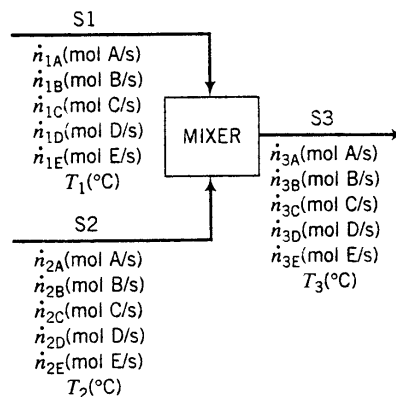 S1
ṅ1A(mol A/s)
ṅ1B(mol B/s)
ṅ1C(mol C/s)
ṅ1D(mol D/s)
ṅ1E(mol E/s)
T1(°C)
MIXER
S3
ṅ3A(mol A/s)
ṅ3B(mol B/s)
ṅ3C(mol C/s)
ṅ3D(mol D/s)
ṅ3E(mol E/s)
T3(°C)
S2
ṅ2A(mol A/s)
ṅ2B(mol B/s)
ṅ2C(mol C/s)
ṅ2D(mol D/s)
ṅ2E(mol E/s)
T2(°C)